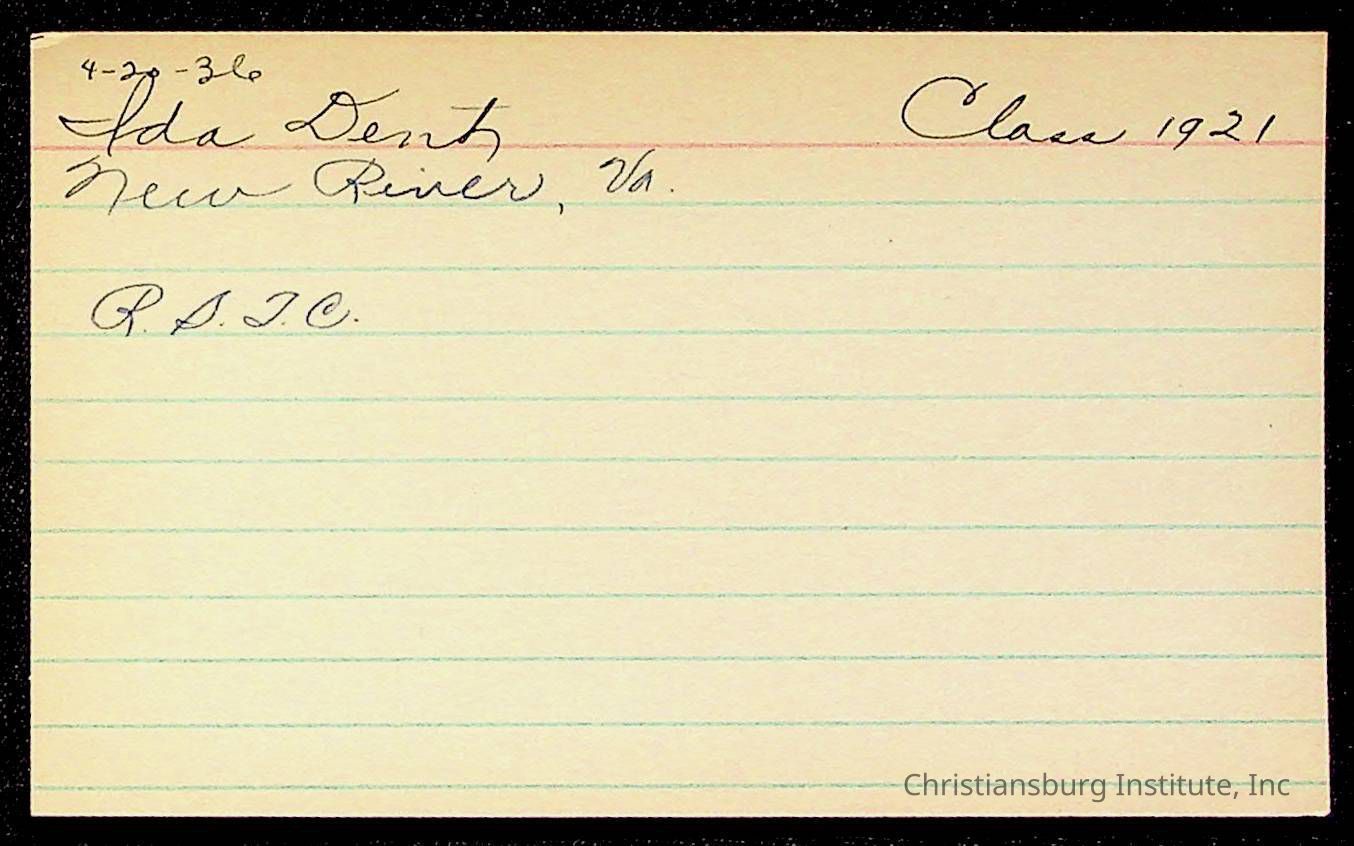 4-20-36
Ida Dent Class 1921
New River, Va.
R. S. T. C.
Christiansburg Institute, Inc